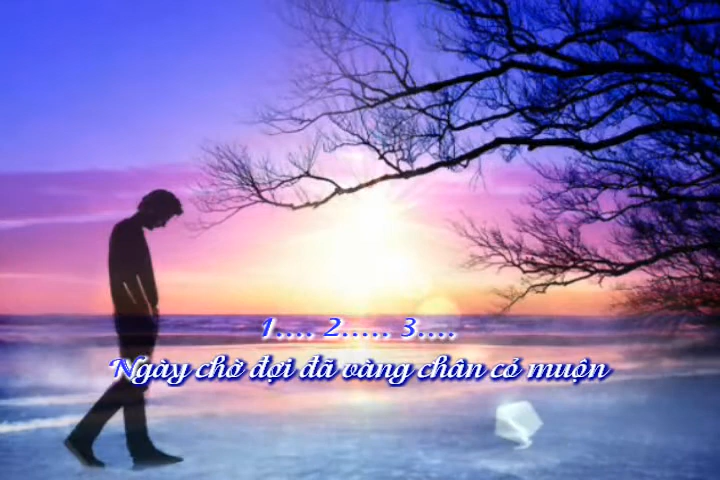 1.... 2..... 3....
Ngày chờ đợi đã vàng chân cỏ muộn